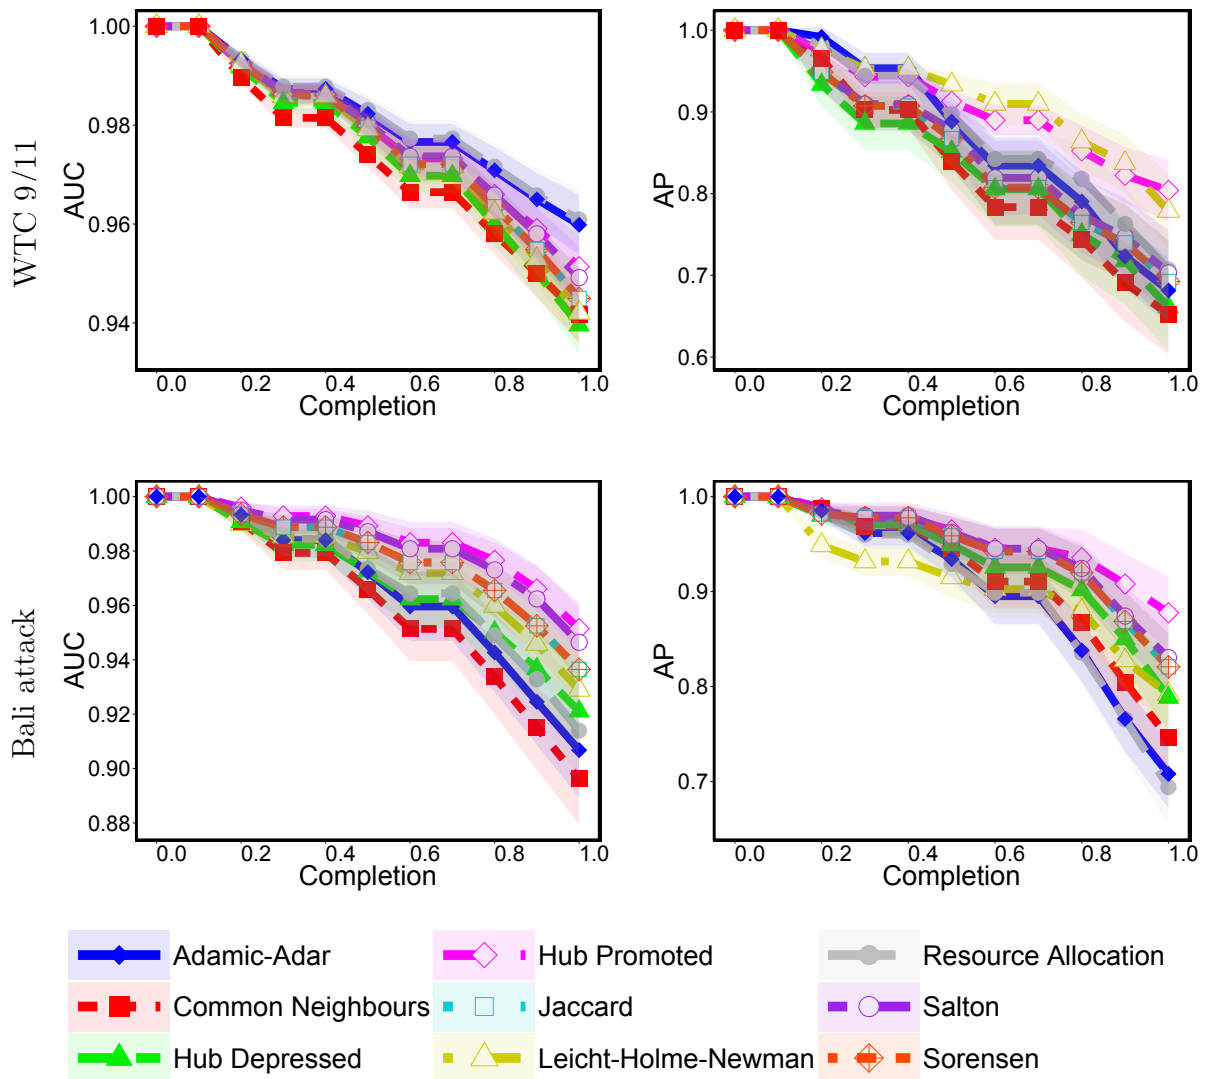 WTC 9/11
AUC
1.00
0.98
0.96
0.94
0.0 0.2 0.4 0.6 0.8 1.0
Completion
AP
1.0
0.9
0.8
0.7
0.6
0.0 0.2 0.4 0.6 0.8 1.0
Completion
Bali attack
AUC
1.00
0.98
0.96
0.94
0.92
0.90
0.88
0.0 0.2 0.4 0.6 0.8 1.0
Completion
AP
1.0
0.9
0.8
0.7
0.0 0.2 0.4 0.6 0.8 1.0
Completion
Adamic-Adar
Hub Promoted
Resource Allocation
Common Neighbours
Jaccard
Salton
Hub Depressed
Leicht-Holme-Newman
Sorensen